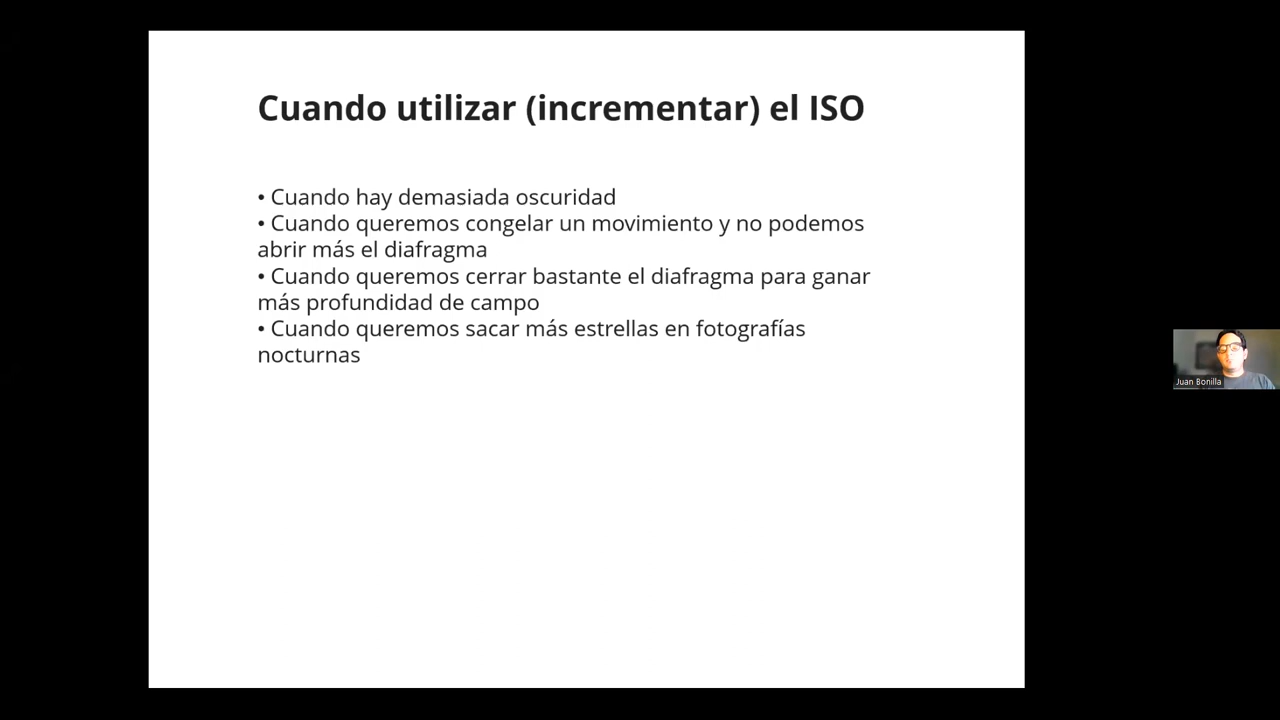 Cuando utilizar (incrementar) el ISO
• Cuando hay demasiada oscuridad
• Cuando queremos congelar un movimiento y no podemos
abrir más el diafragma
• Cuando queremos cerrar bastante el diafragma para ganar
más profundidad de campo
• Cuando queremos sacar más estrellas en fotografías
nocturnas
Juan Bonilla